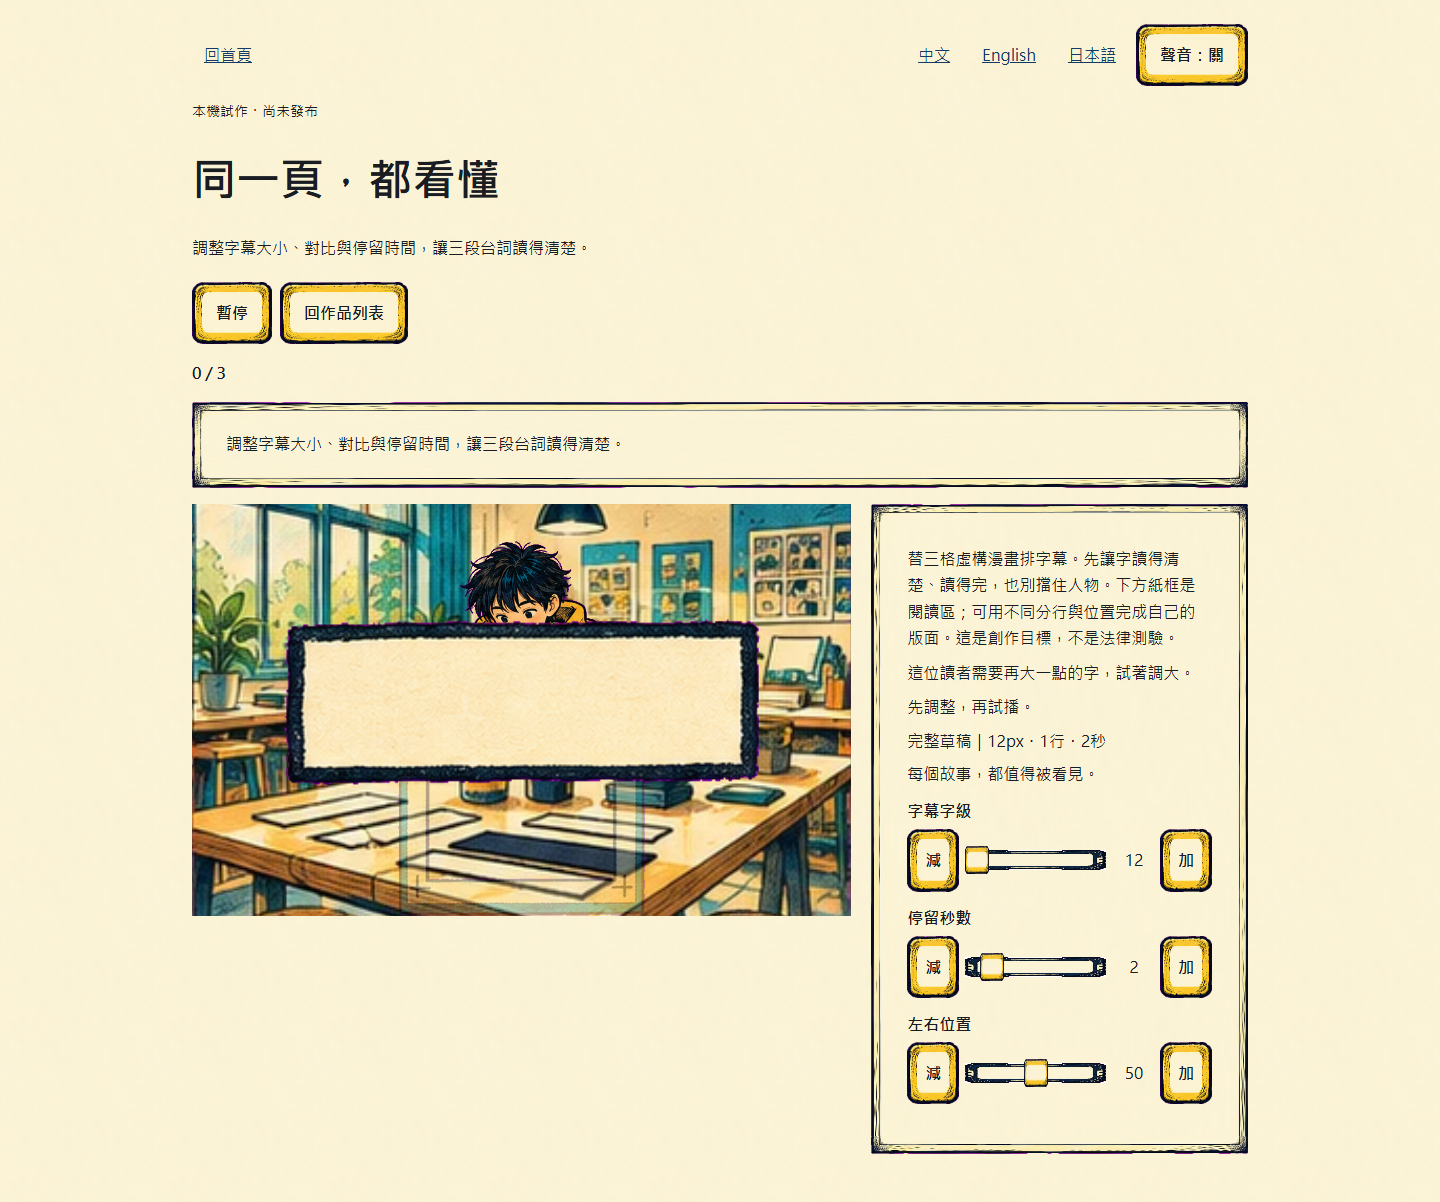 回首頁
中文
English
日本語
聲音：關
本機試作・尚未發布
同一頁，都看懂
調整字幕大小、對比與停留時間，讓三段台詞讀得清楚。
暫停
回作品列表
0 / 3
調整字幕大小、對比與停留時間，讓三段台詞讀得清楚。
替三格虛構漫畫排字幕。先讓字讀得清
楚、讀得完，也別擋住人物。下方紙框是
閱讀區；可用不同分行與位置完成自己的
版面。這是創作目標，不是法律測驗。
這位讀者需要再大一點的字，試著調大。
先調整，再試播。
完整草稿 | 12px・1行・2秒
每個故事，都值得被看見。
字幕字級
減
12
加
停留秒數
減
2
加
左右位置
減
50
加